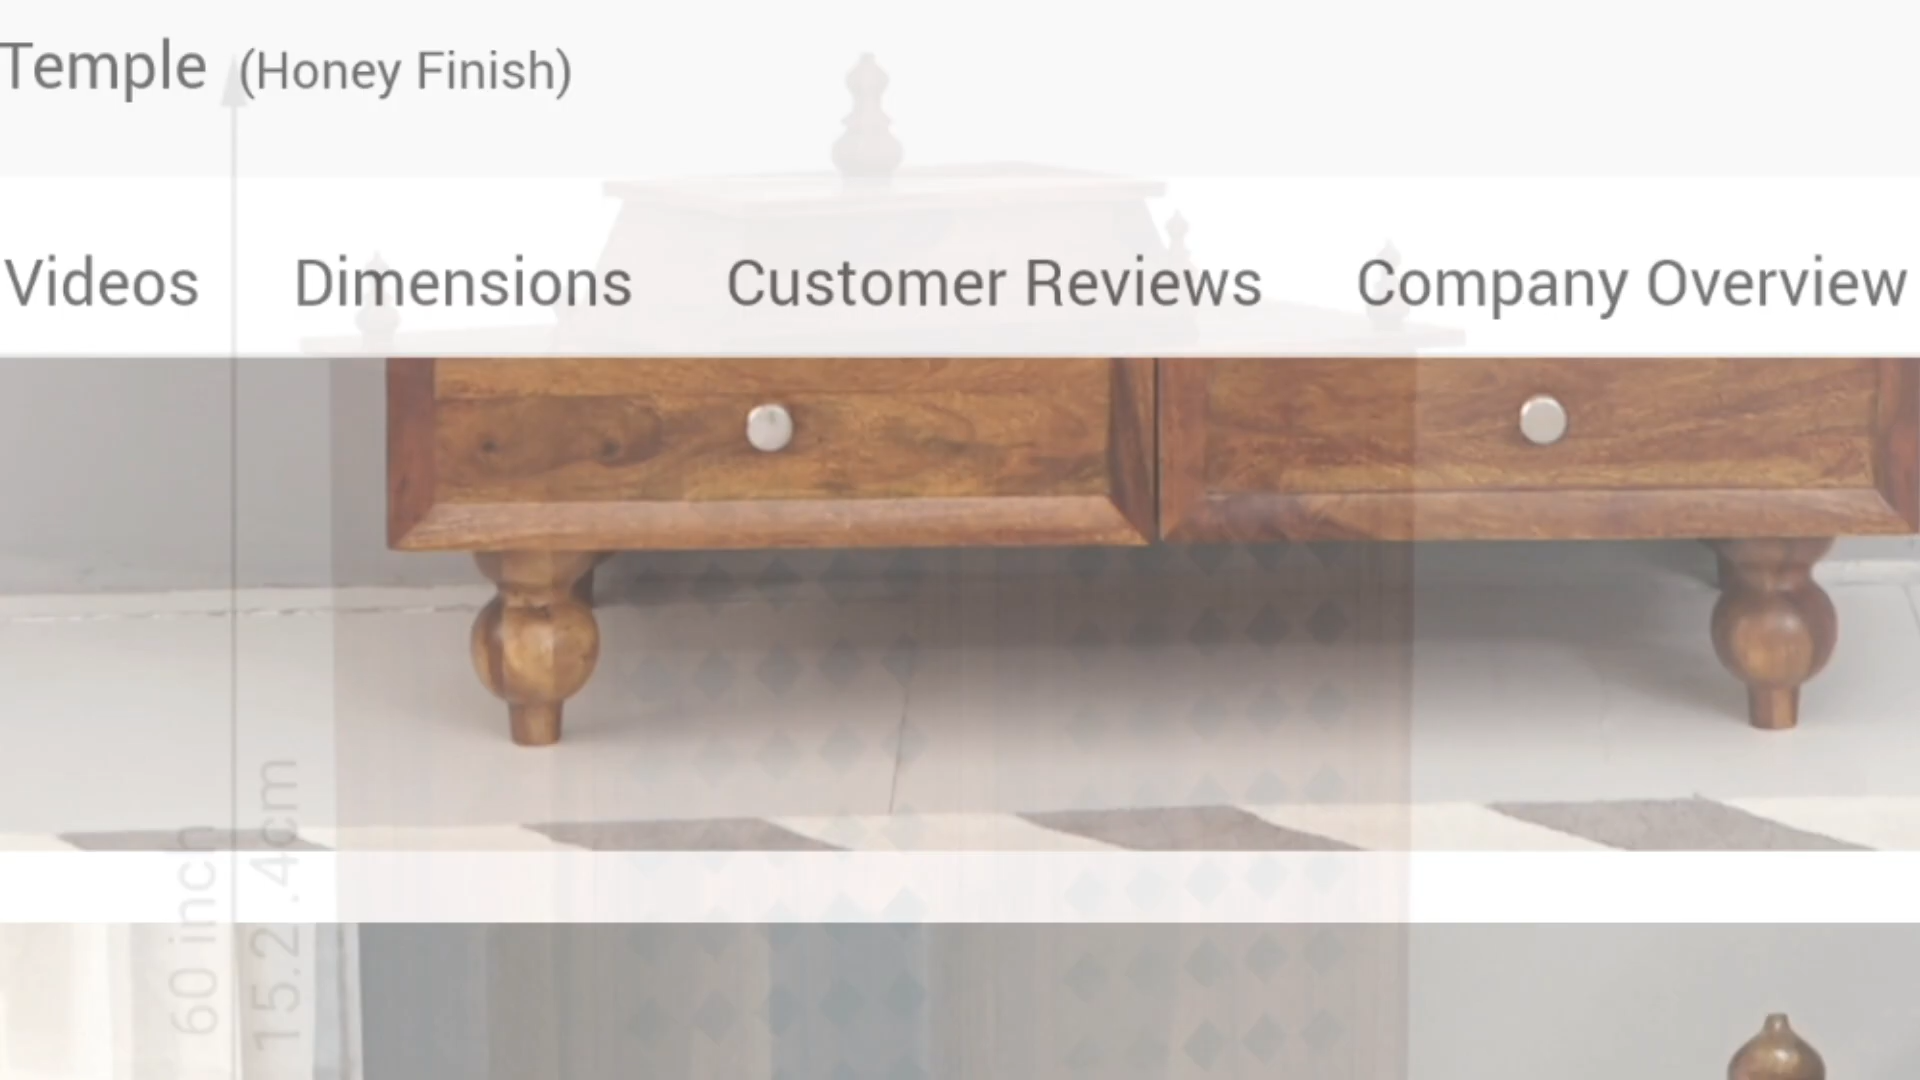 Temple (Honey Finish)
Videos Dimensions Customer Reviews Company Overview
60 inch
15.2 .4cm